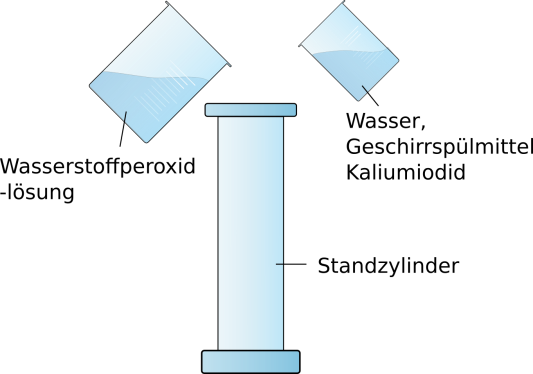 Wasserstoffperoxid
-lösung
Wasser,
Geschirrspülmittel
Kaliumiodid
Standzylinder